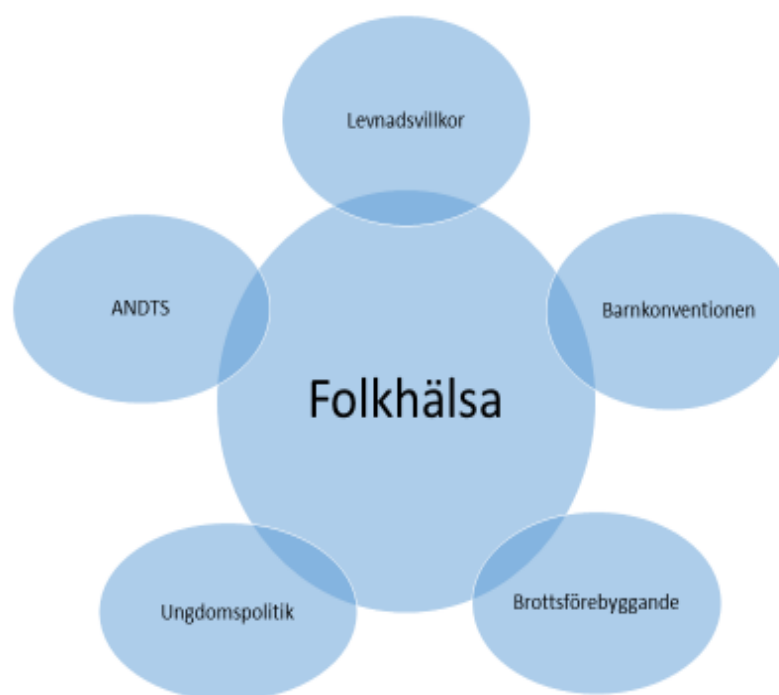 Levnadsvillkor
ANDTS
Barnkonventionen
Folkhälsa
Ungdomspolitik
Brottsförebyggande